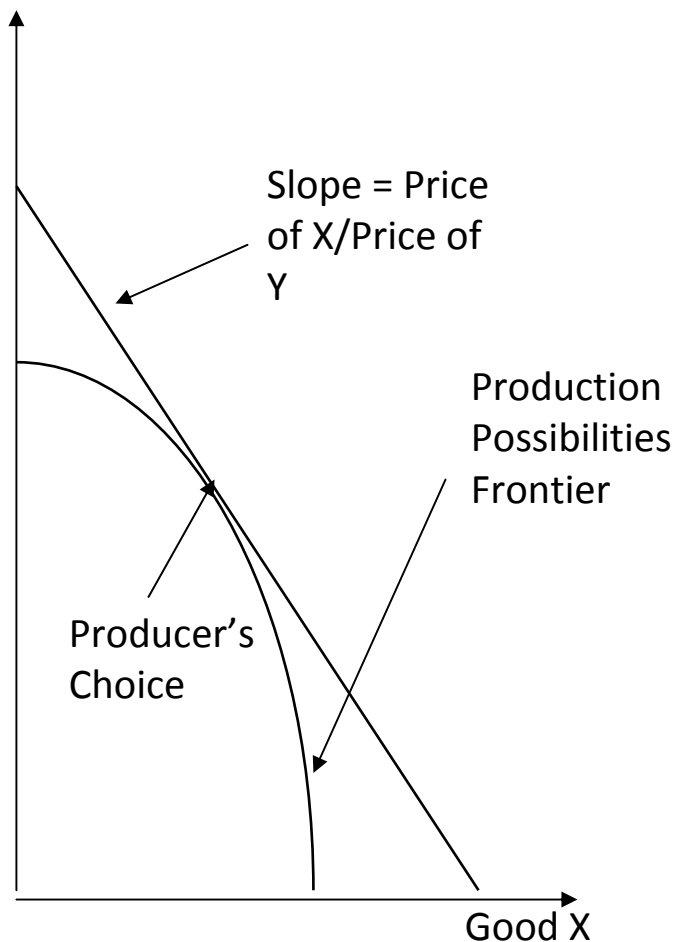 Slope = Price
of X/Price of
Y
Production
Possibilities
Frontier
Producer’s
Choice
Good X